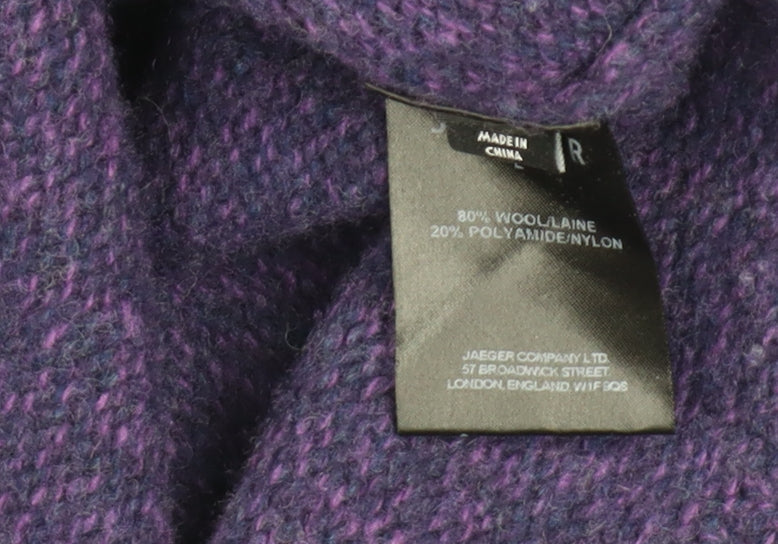 MADE IN
CHINA
R
80% WOOL/LAINE
20% POLYAMIDE/NYLON
JAEGER COMPANY LTD.
57 BROADWICK STREET
LONDON, ENGLAND, W1F 9QS